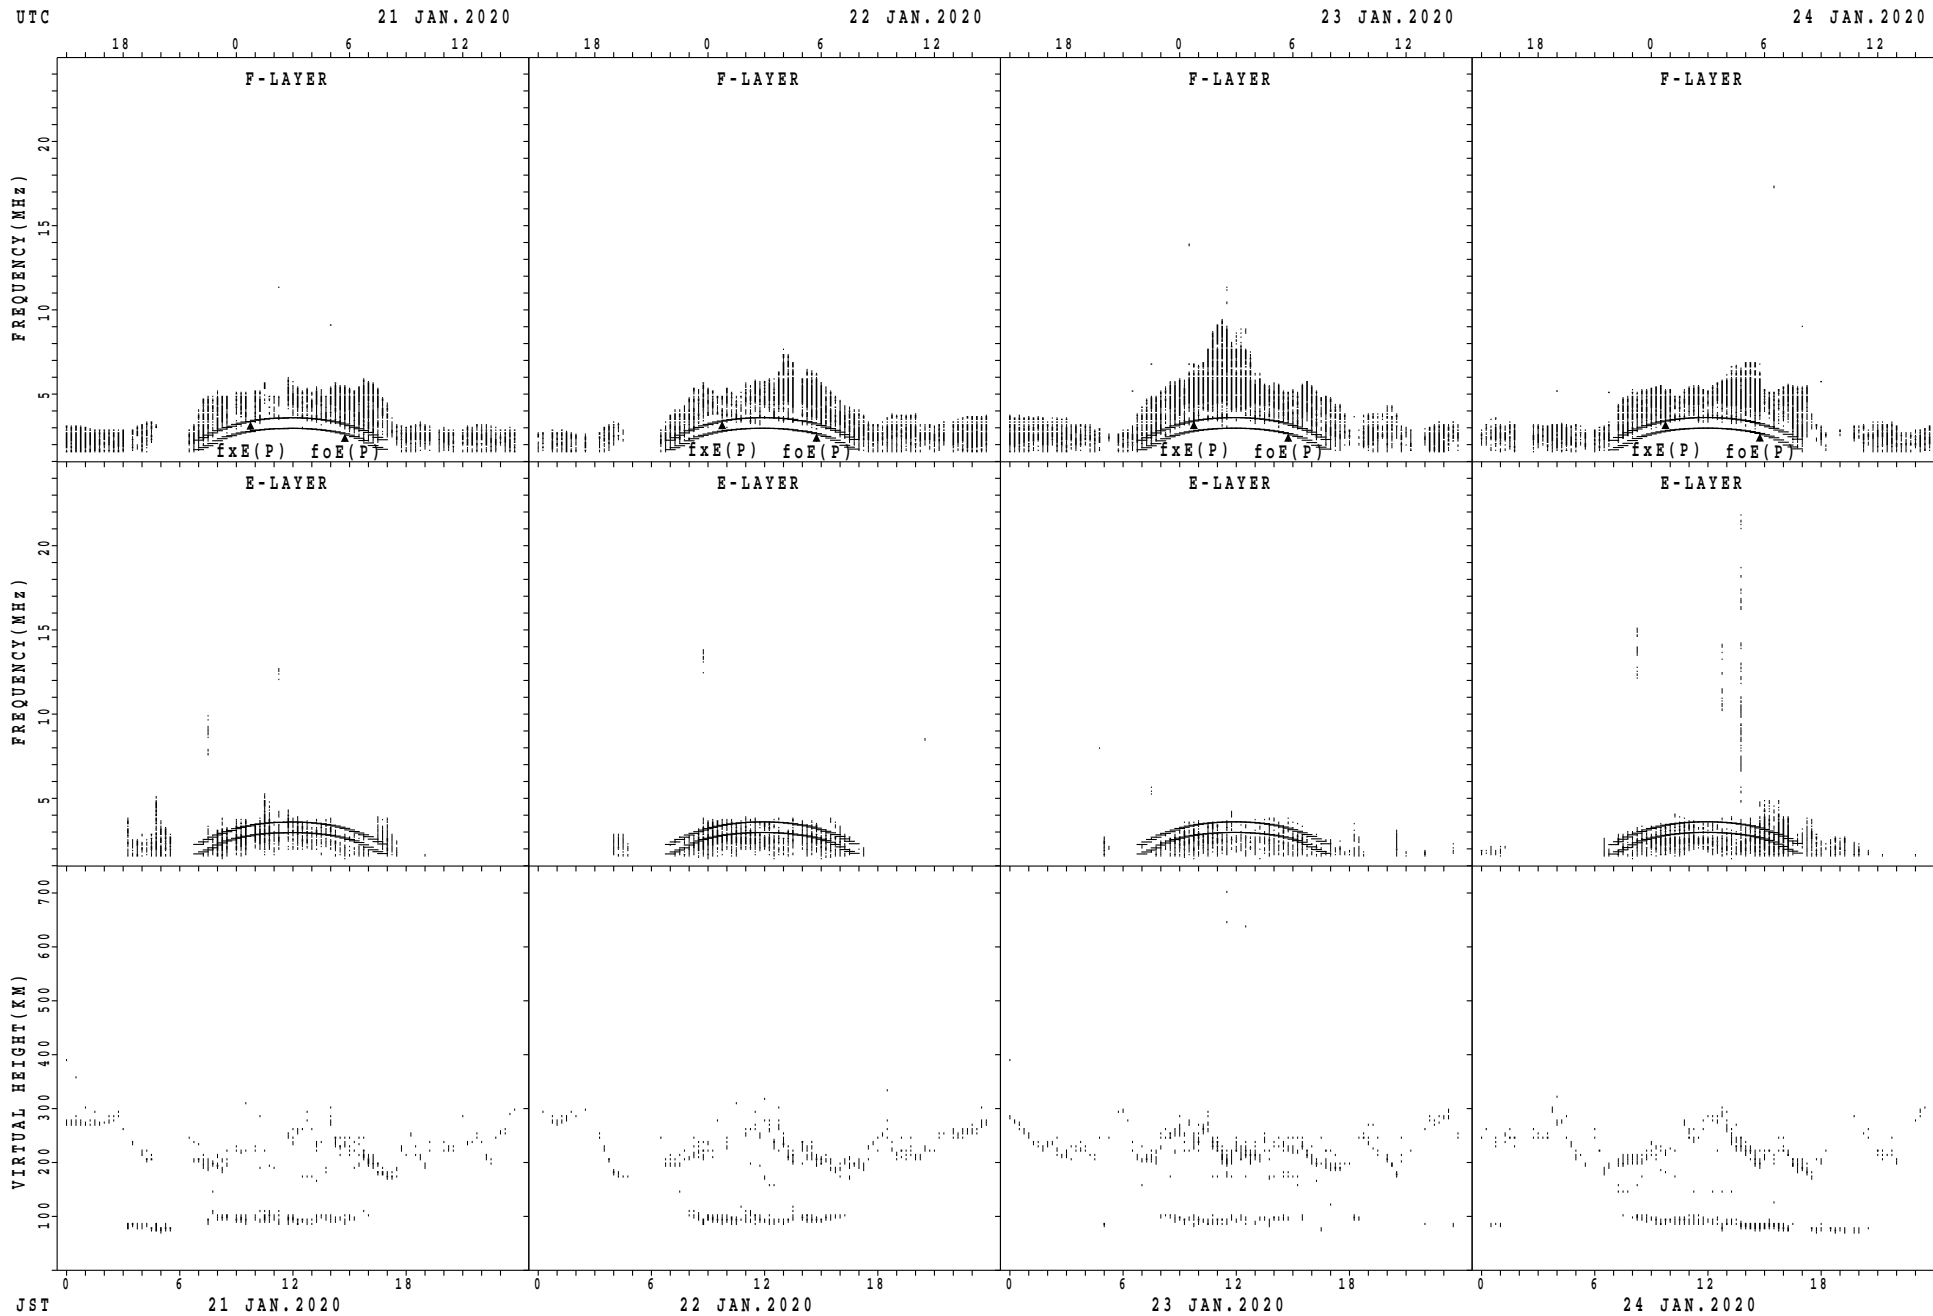 UTC 21 JAN.2020 22 JAN.2020 23 JAN.2020 24 JAN.2020
18 0 6 12 18 0 6 12 18 0 6 12 18 0 6 12
F-LAYER F-LAYER F-LAYER F-LAYER
FREQUENCY(MHz)
20
15
10
5
fxE(P) foE(P) fxE(P) foE(P) fxE(P) foE(P) fxE(P) foE(P)
E-LAYER E-LAYER E-LAYER E-LAYER
FREQUENCY(MHz)
20
15
10
5
VIRTUAL HEIGHT(KM)
700
600
500
400
300
200
100
0 6 12 18 0 6 12 18 0 6 12 18 0 6 12 18
JST 21 JAN.2020 22 JAN.2020 23 JAN.2020 24 JAN.2020